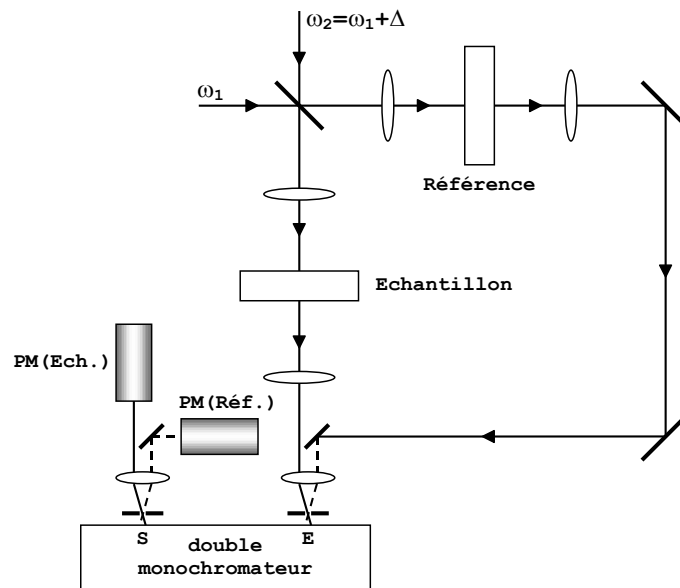 ω₂=ω₁+Δ
ω₁
Référence
Echantillon
PM(Ech.)
PM(Réf.)
S
E
double
monochromateur